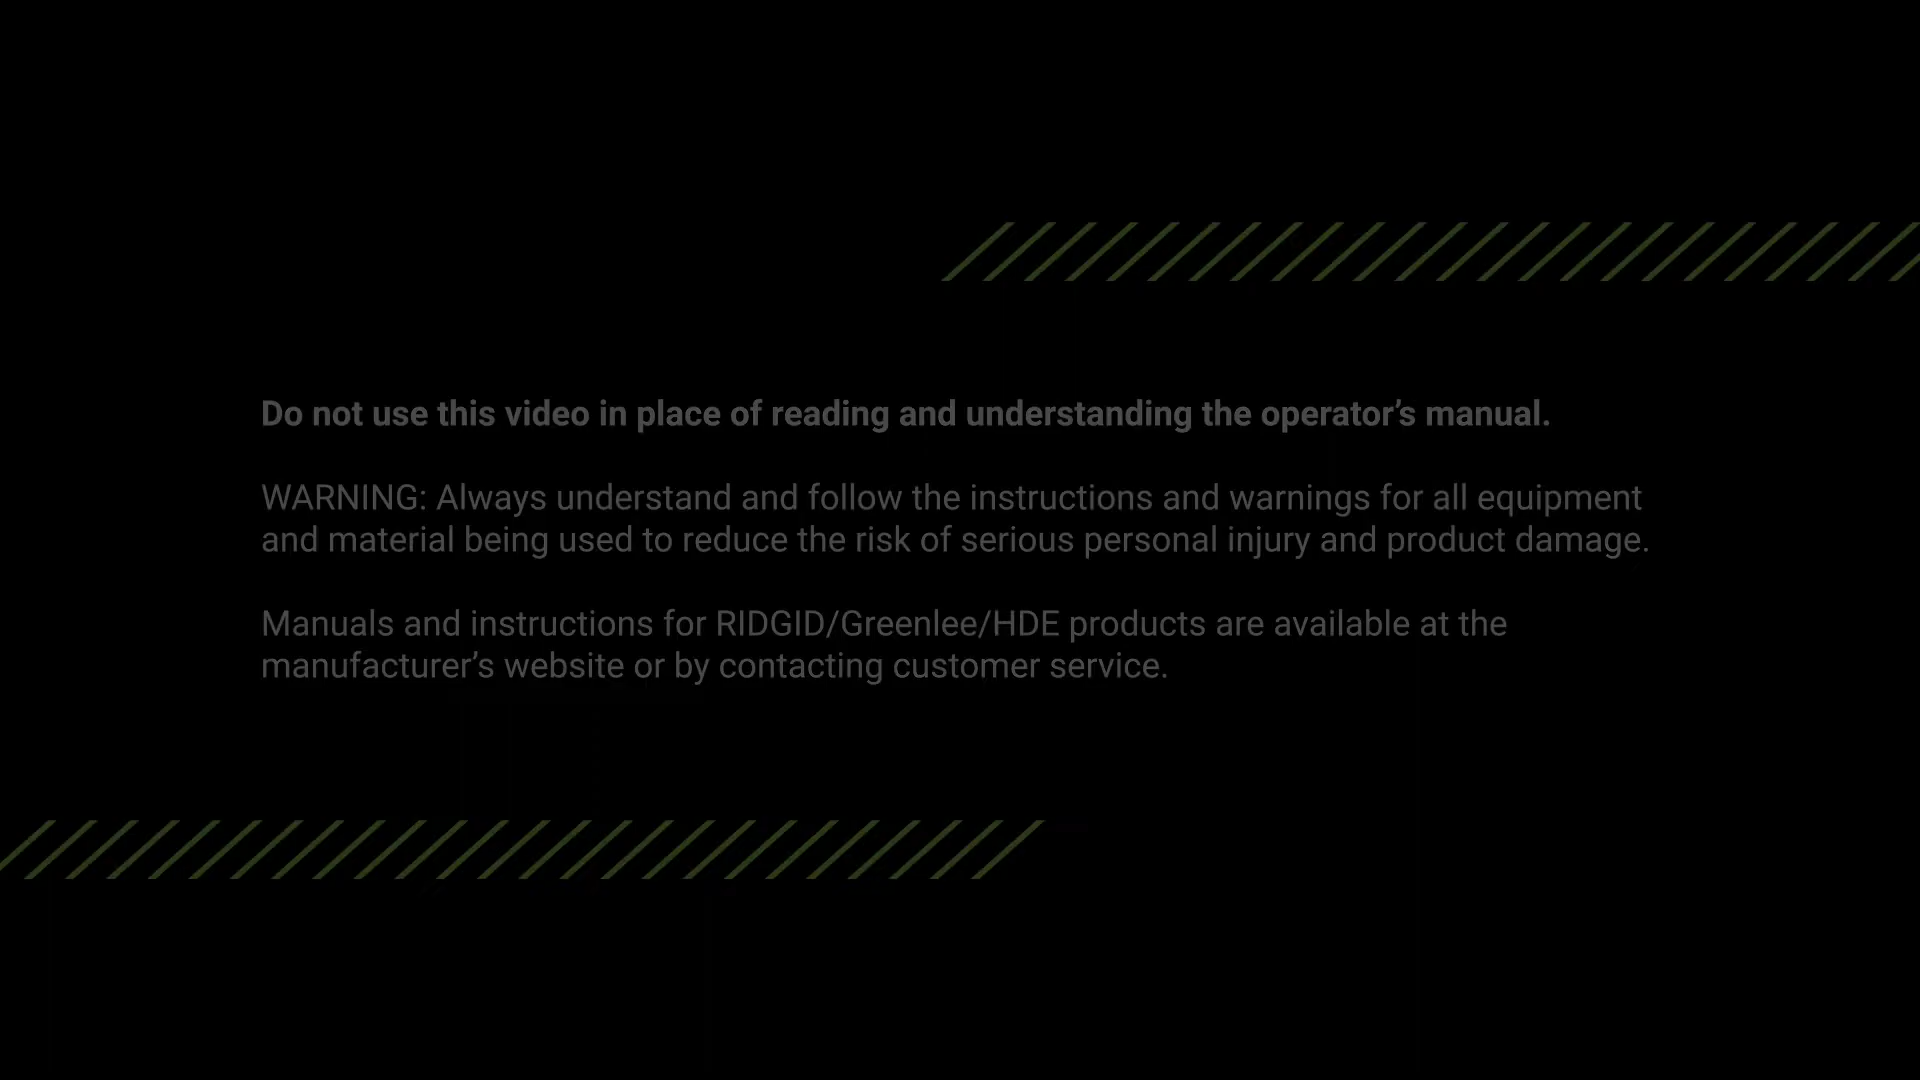 Do not use this video in place of reading and understanding the operator’s manual.
WARNING: Always understand and follow the instructions and warnings for all equipment
and material being used to reduce the risk of serious personal injury and product damage.
Manuals and instructions for RIDGID/Greenlee/HDE products are available at the
manufacturer’s website or by contacting customer service.